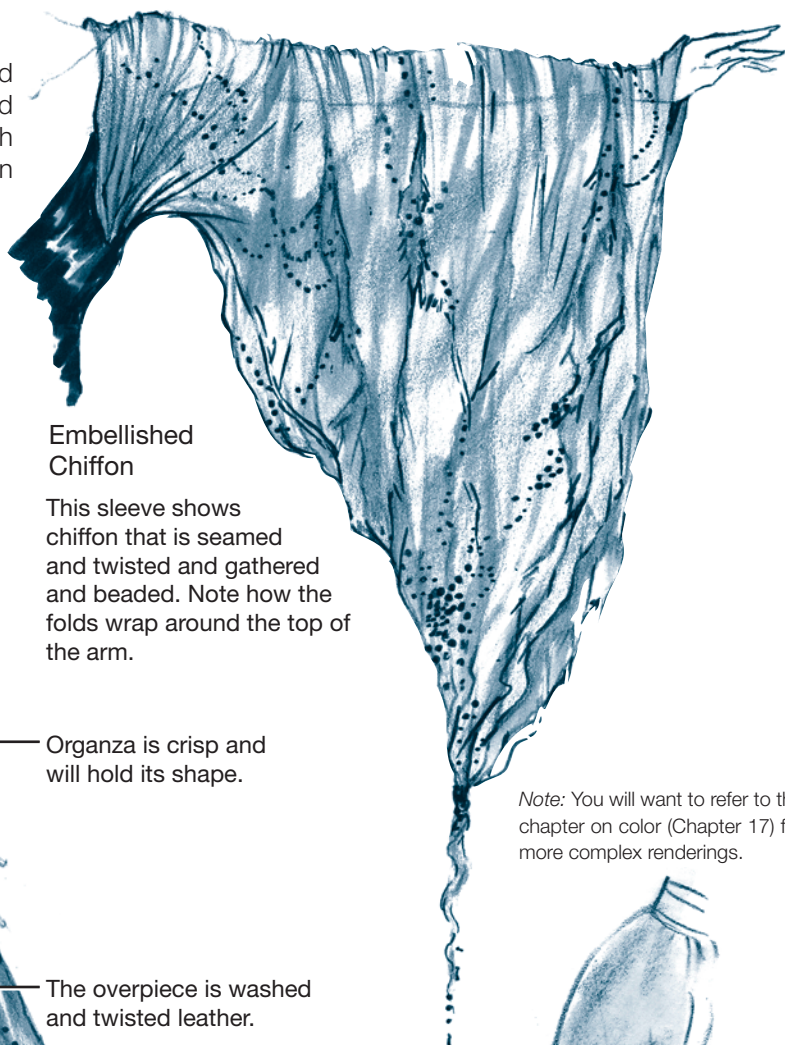 Embellished
Chiffon
This sleeve shows
chiffon that is seamed
and twisted and gathered
and beaded. Note how the
folds wrap around the top of
the arm.
Organza is crisp and
will hold its shape.
Note: You will want to refer to
chapter on color (Chapter 17)
more complex renderings.
The overpiece is washed
and twisted leather.